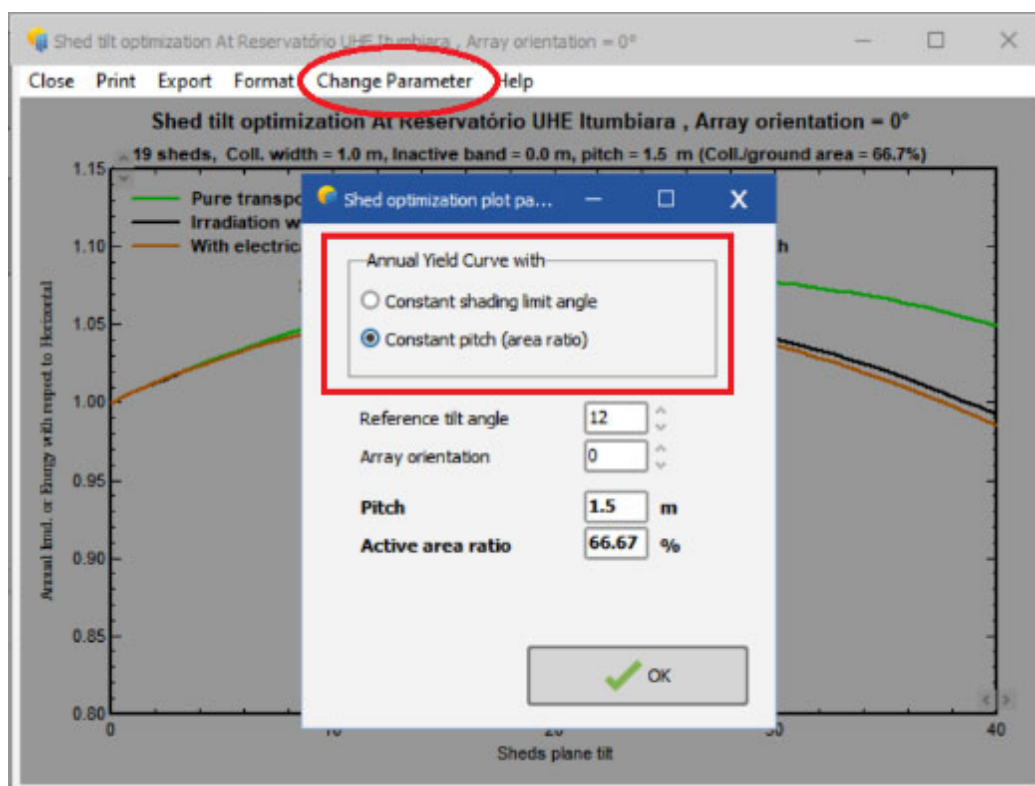 Shed tilt optimization At Reservatório UHE Itumbiara , Array orientation = 0°
Close Print Export Format Change Parameter Help
Shed tilt optimization At Reservatório UHE Itumbiara , Array orientation = 0°
19 sheds, Coll. width = 1.0 m, Inactive band = 0.0 m, pitch = 1.5 m (Coll./ground area = 66.7%)
Pure transpo
Irradiation w
With electrica h
Shed optimization plot pa...
Annual Yield Curve with
Constant shading limit angle
Constant pitch (area ratio)
Reference tilt angle 12
Array orientation 0
Pitch 1.5 m
Active area ratio 66.67 %
OK
1.15
1.10
1.05
1.00
0.95
0.90
0.85
0.80
Annual Irrad. or Energy with respect to Horizontal
0 10 20 30 40
Sheds plane tilt